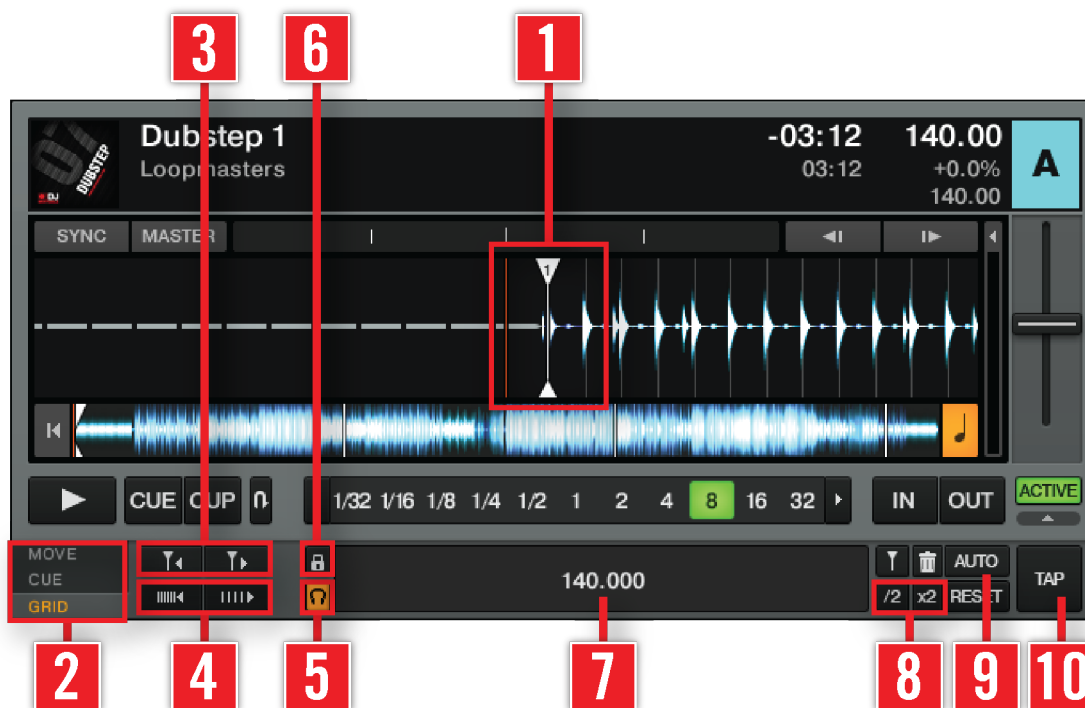 3 6 1
Dubstep 1 -03:12 140.00 A
Loopmasters 03:12 +0.0%
140.00
DUBSTEP
DJ
SYNC MASTER
1
CUE CUP 1/32 1/16 1/8 1/4 1/2 1 2 4 8 16 32 IN OUT ACTIVE
MOVE
CUE
GRID
140.000
AUTO
/2 x2 RESET
TAP
2 4 5 7 8 9 10